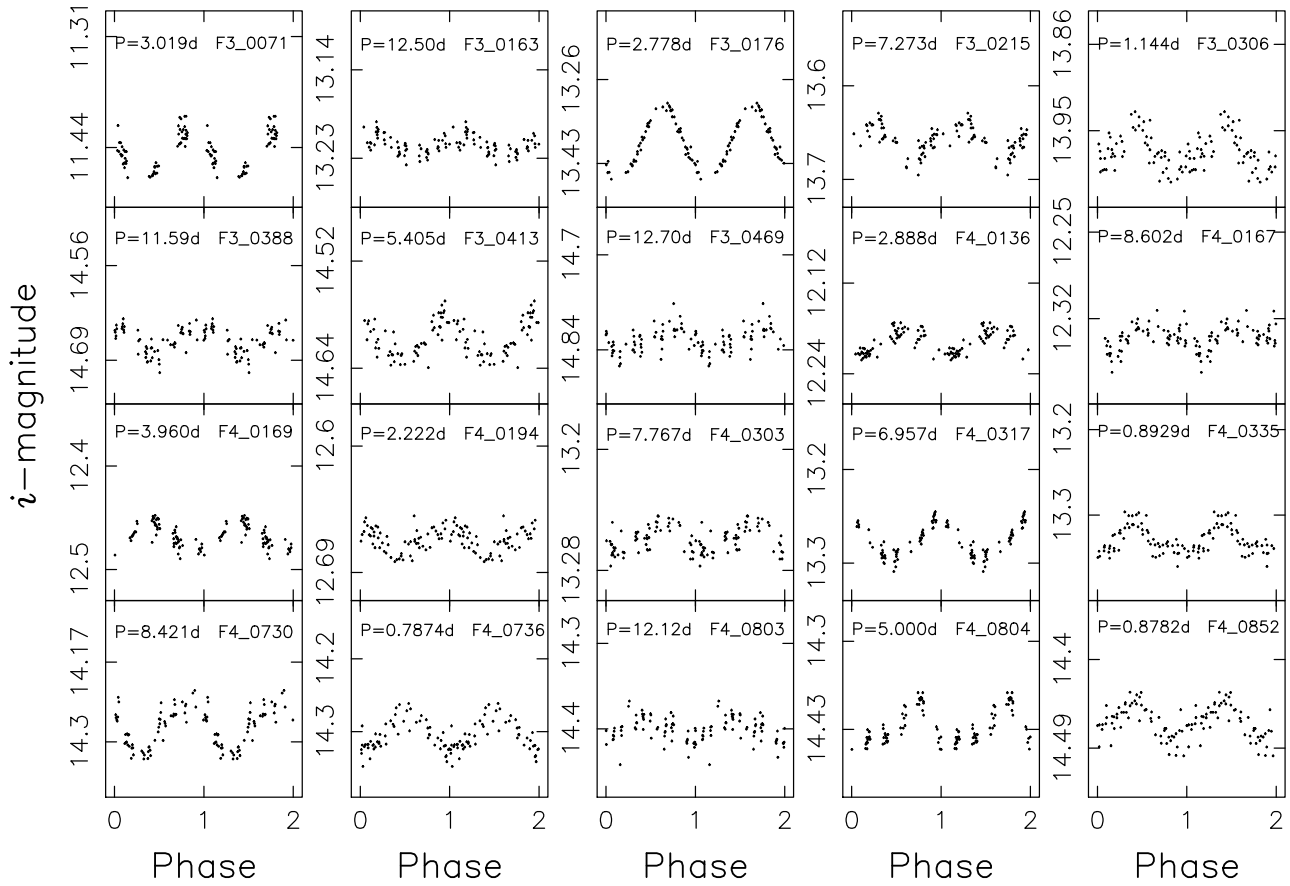 i-magnitude
11.31
11.44
P=3.019d F3_0071
13.14
13.23
P=12.50d F3_0163
13.26
13.43
P=2.778d F3_0176
13.6
13.7
P=7.273d F3_0215
13.86
13.95
P=1.144d F3_0306
14.56
14.69
P=11.59d F3_0388
14.52
14.64
P=5.405d F3_0413
14.7
14.84
P=12.70d F3_0469
12.12
12.24
P=2.888d F4_0136
12.25
12.32
P=8.602d F4_0167
12.4
12.5
P=3.960d F4_0169
12.6
12.69
P=2.222d F4_0194
13.2
13.28
P=7.767d F4_0303
13.2
13.3
P=6.957d F4_0317
13.2
13.3
P=0.8929d F4_0335
14.17
14.3
P=8.421d F4_0730
14.2
14.3
P=0.7874d F4_0736
14.3
14.4
P=12.12d F4_0803
14.3
14.43
P=5.000d F4_0804
14.4
14.49
P=0.8782d F4_0852
0 1 2
0 1 2
0 1 2
0 1 2
0 1 2
Phase
Phase
Phase
Phase
Phase